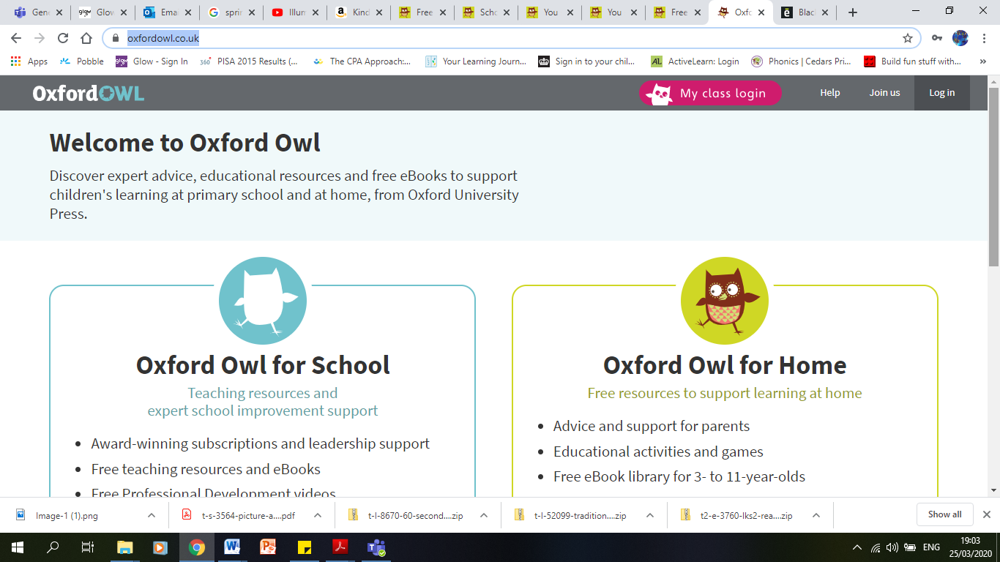 Gene
glow Glow
Emai
sprin
Illun
Kind
Free
Scho
You
You
Free
Oxfo
Blac
oxfordowl.co.uk
Apps
Pobble
glow Glow - Sign In
360° PISA 2015 Results (...
The CPA Approach:...
Your Learning Journ...
Sign in to your chil...
AL ActiveLearn: Login
Phonics | Cedars Pri...
Build fun stuff with...
»
OxfordOWL
My class login
Help
Join us
Log in
Welcome to Oxford Owl
Discover expert advice, educational resources and free eBooks to support
children's learning at primary school and at home, from Oxford University
Press.
Oxford Owl for School
Teaching resources and
expert school improvement support
• Award-winning subscriptions and leadership support
• Free teaching resources and eBooks
• Free Professional Development videos
Oxford Owl for Home
Free resources to support learning at home
• Advice and support for parents
• Educational activities and games
• Free eBook library for 3- to 11-year-olds
Image-1 (1).png
t-s-3564-picture-a....pdf
t-l-8670-60-second....zip
t-l-52099-tradition....zip
t2-e-3760-lks2-rea....zip
Show all
ENG
19:03
25/03/2020